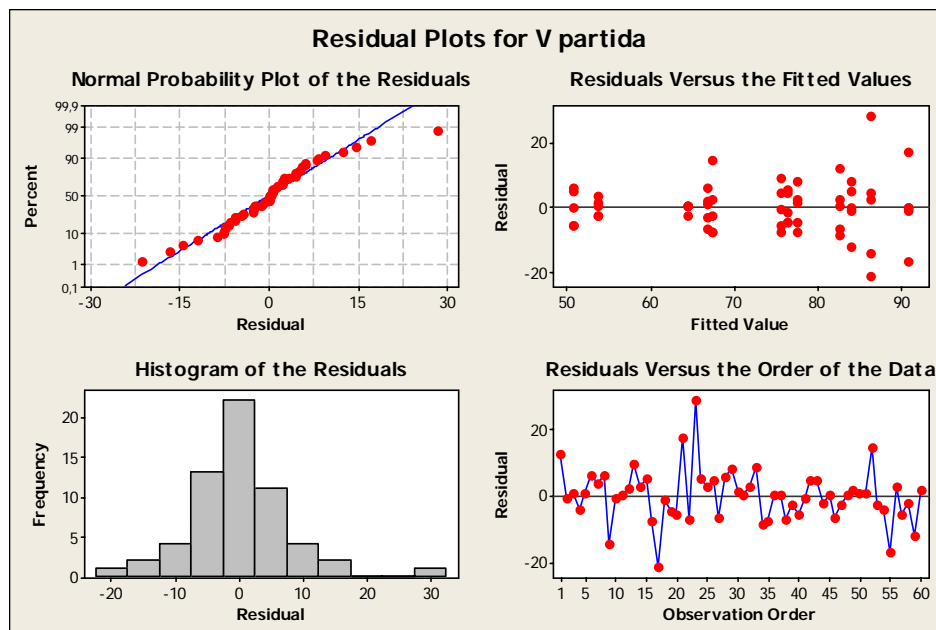 Residual Plots for V partida
Normal Probability Plot of the Residuals
Percent
99,9
99
90
50
10
1
0,1
-30 -15 0 15 30
Residual
Residuals Versus the Fitted Values
Residual
20
0
-20
50 60 70 80 90
Fitted Value
Histogram of the Residuals
Frequency
20
15
10
5
0
-20 -10 0 10 20 30
Residual
Residuals Versus the Order of the Data
Residual
20
0
-20
1 5 10 15 20 25 30 35 40 45 50 55 60
Observation Order